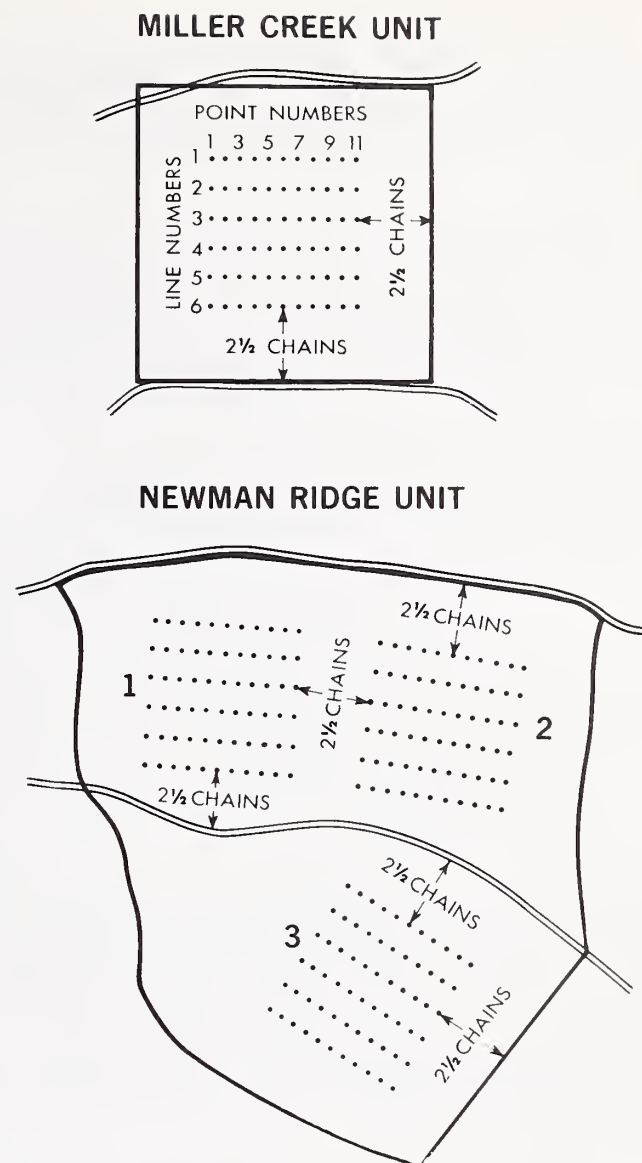 MILLER CREEK UNIT
POINT NUMBERS
1 3 5 7 9 11
LINE NUMBERS
1
2
3
4
5
6
2½ CHAINS
2½ CHAINS
NEWMAN RIDGE UNIT
2½ CHAINS
1
2½ CHAINS
2
2½ CHAINS
2½ CHAINS
3
2½ CHAINS